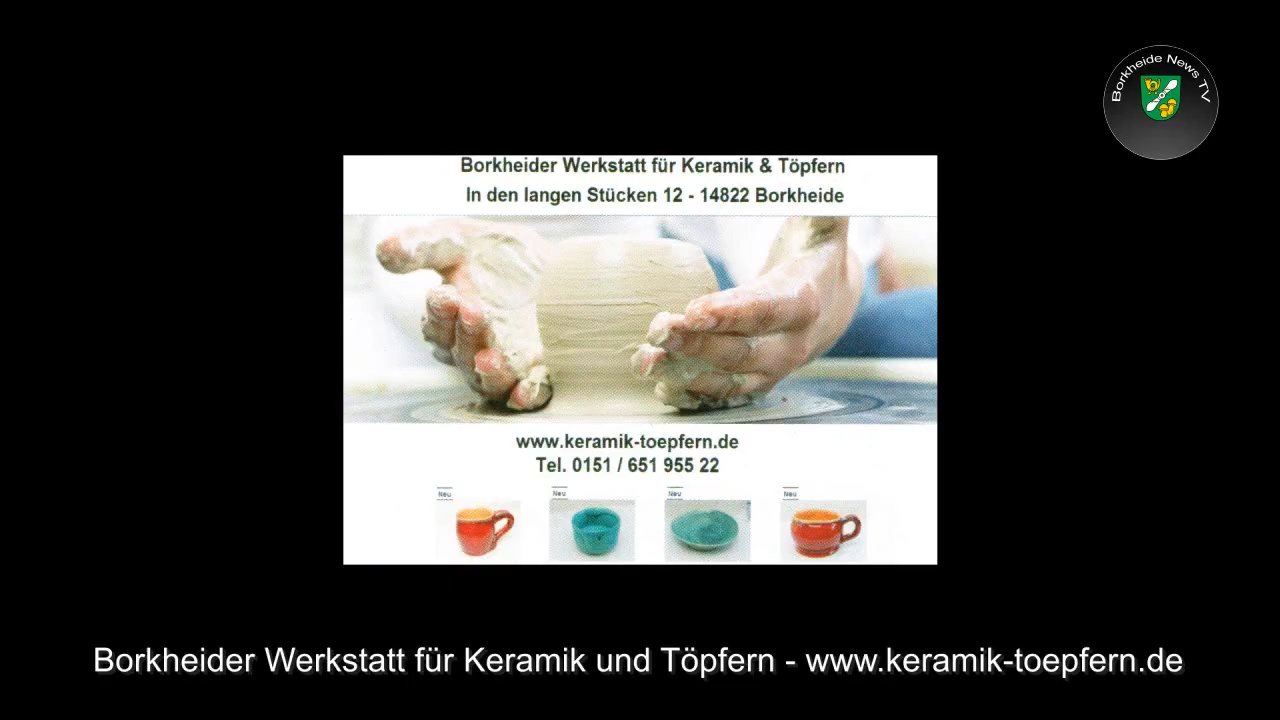 Borkheide News TV
Borkheider Werkstatt für Keramik & Töpfern
In den langen Stücken 12 - 14822 Borkheide
www.keramik-toepfern.de
Tel. 0151 / 651 955 22
Neu Neu Neu Neu
Borkheider Werkstatt für Keramik und Töpfern - www.keramik-toepfern.de